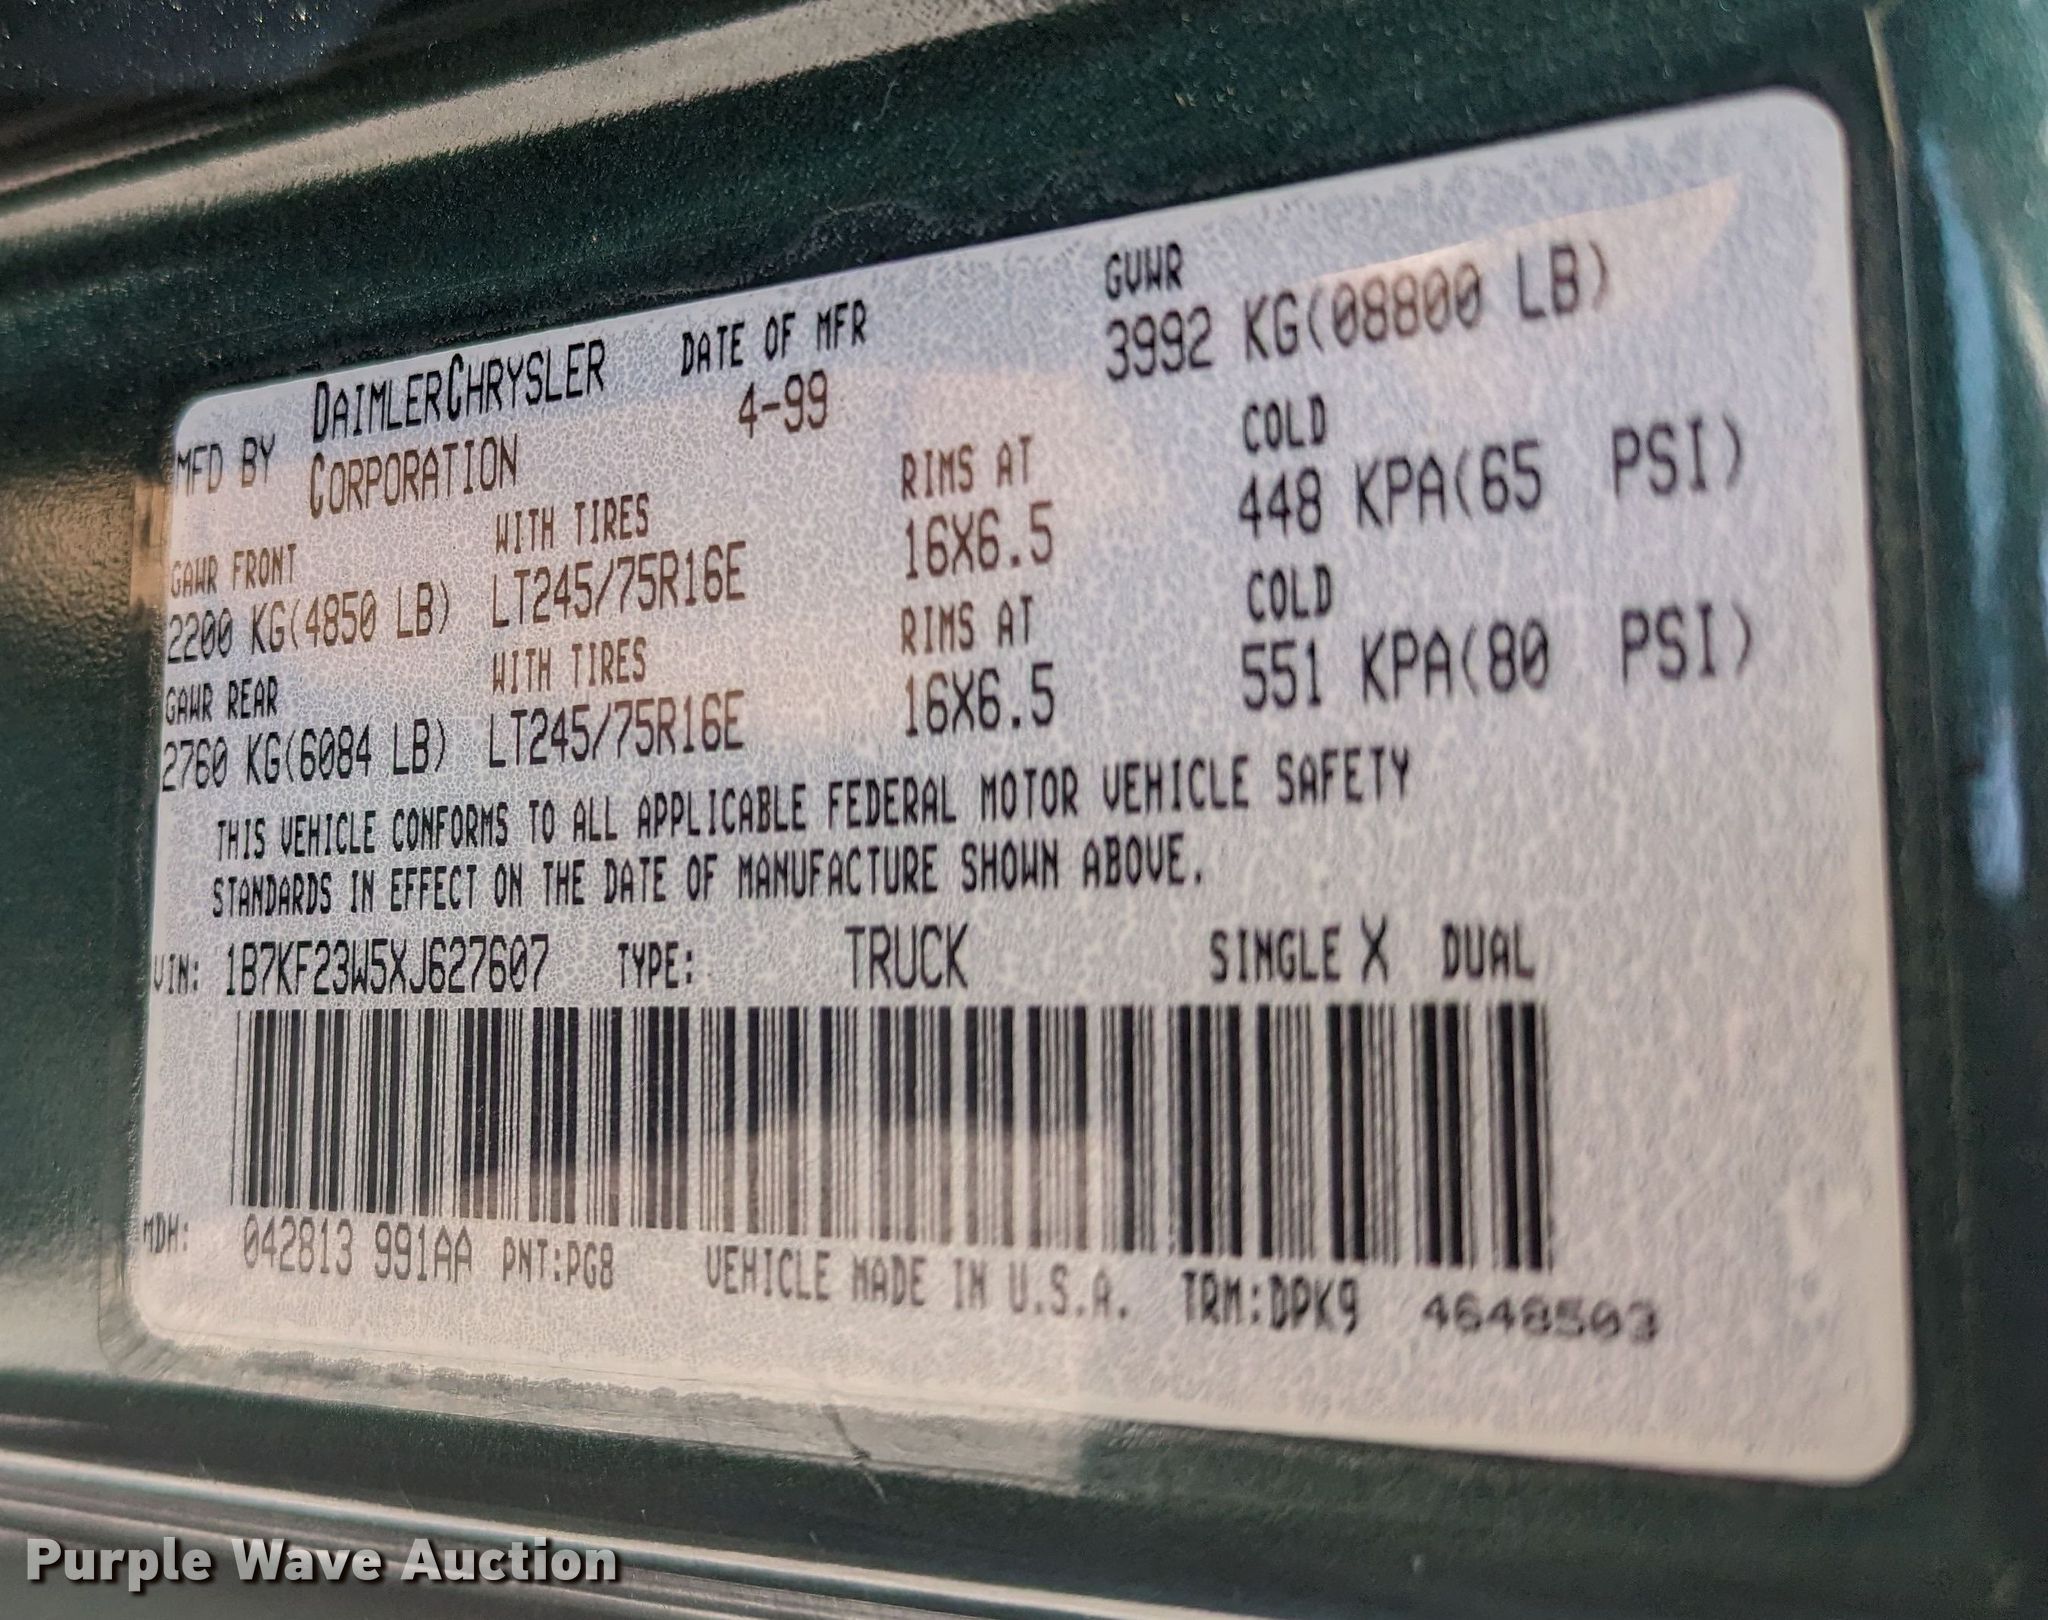 MFD BY DAIMLERCHRYSLER CORPORATION
DATE OF MFR
4-99
GVWR
3992 KG(08800 LB)
GAWR FRONT WITH TIRES RIMS AT COLD
2200 KG(4850 LB) LT245/75R16E 16X6.5 448 KPA(65 PSI)
GAWR REAR WITH TIRES RIMS AT COLD
2760 KG(6084 LB) LT245/75R16E 16X6.5 551 KPA(80 PSI)
THIS VEHICLE CONFORMS TO ALL APPLICABLE FEDERAL MOTOR VEHICLE SAFETY
STANDARDS IN EFFECT ON THE DATE OF MANUFACTURE SHOWN ABOVE.
VIN: 1B7KF23W5XJ627607 TYPE: TRUCK SINGLE X DUAL
MDH: 042813 991AA PNT:PG8 VEHICLE MADE IN U.S.A. TRM:DPK9 4648503
Purple Wave Auction